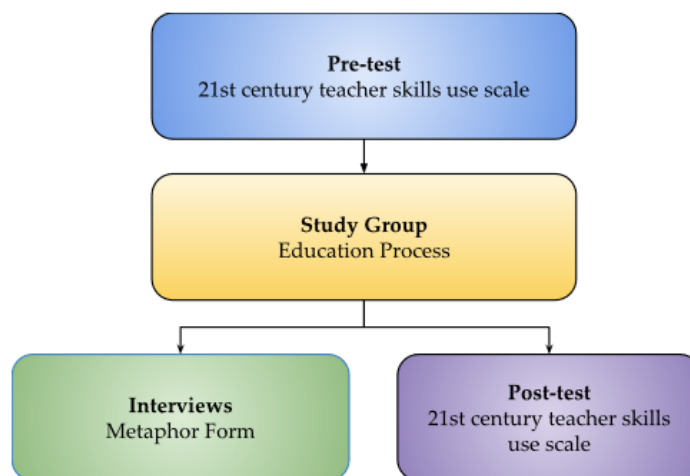 Pre-test
21st century teacher skills use scale
Study Group
Education Process
Interviews
Metaphor Form
Post-test
21st century teacher skills
use scale